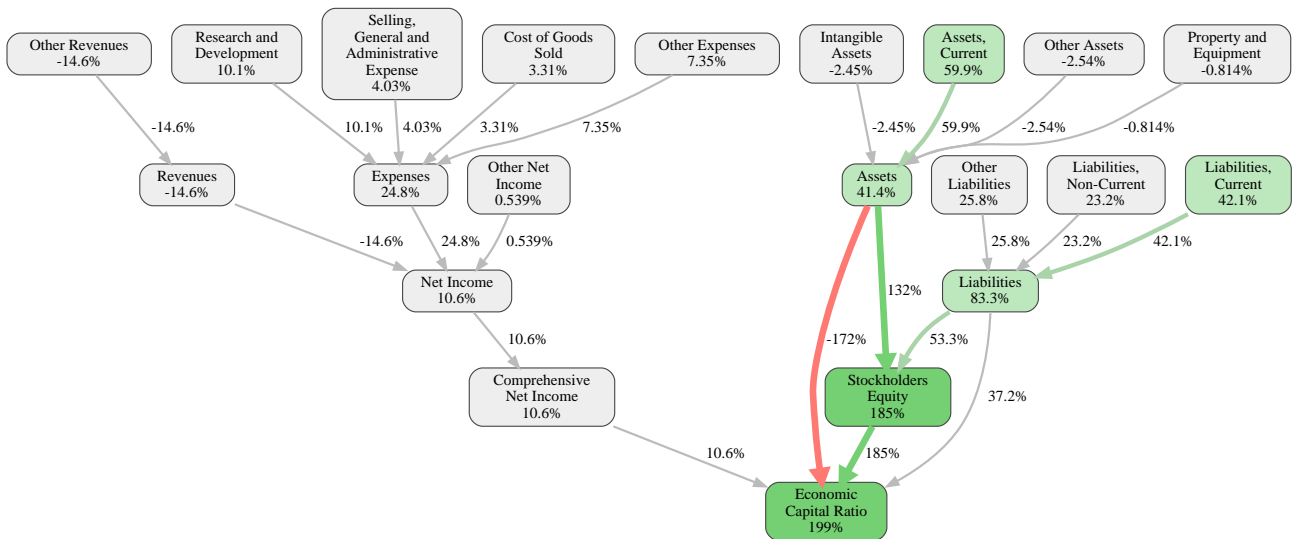 Other Revenues
-14.6%
Research and
Development
10.1%
Selling,
General and
Administrative
Expense
4.03%
Cost of Goods
Sold
3.31%
Other Expenses
7.35%
Intangible
Assets
-2.45%
Assets,
Current
59.9%
Other Assets
-2.54%
Property and
Equipment
-0.814%
-14.6%
10.1%
4.03%
3.31%
7.35%
-2.45%
59.9%
-2.54%
-0.814%
Revenues
-14.6%
Expenses
24.8%
Other Net
Income
0.539%
Assets
41.4%
Other
Liabilities
25.8%
Liabilities,
Non-Current
23.2%
Liabilities,
Current
42.1%
-14.6%
24.8%
0.539%
25.8%
23.2%
42.1%
Net Income
10.6%
132%
Liabilities
83.3%
10.6%
-172%
53.3%
Comprehensive
Net Income
10.6%
Stockholders
Equity
185%
37.2%
10.6%
185%
Economic
Capital Ratio
199%